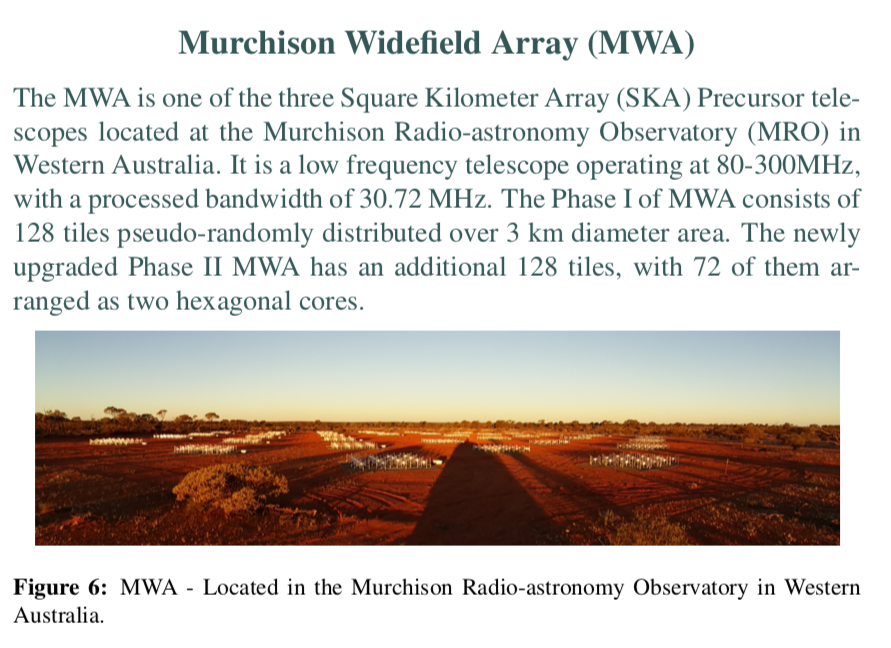 Murchison Widefield Array (MWA)
The MWA is one of the three Square Kilometer Array (SKA) Precursor tele-
scopes located at the Murchison Radio-astronomy Observatory (MRO) in
Western Australia. It is a low frequency telescope operating at 80-300MHz,
with a processed bandwidth of 30.72 MHz. The Phase I of MWA consists of
128 tiles pseudo-randomly distributed over 3 km diameter area. The newly
upgraded Phase II MWA has an additional 128 tiles, with 72 of them ar-
ranged as two hexagonal cores.
Figure 6: MWA - Located in the Murchison Radio-astronomy Observatory in Western
Australia.